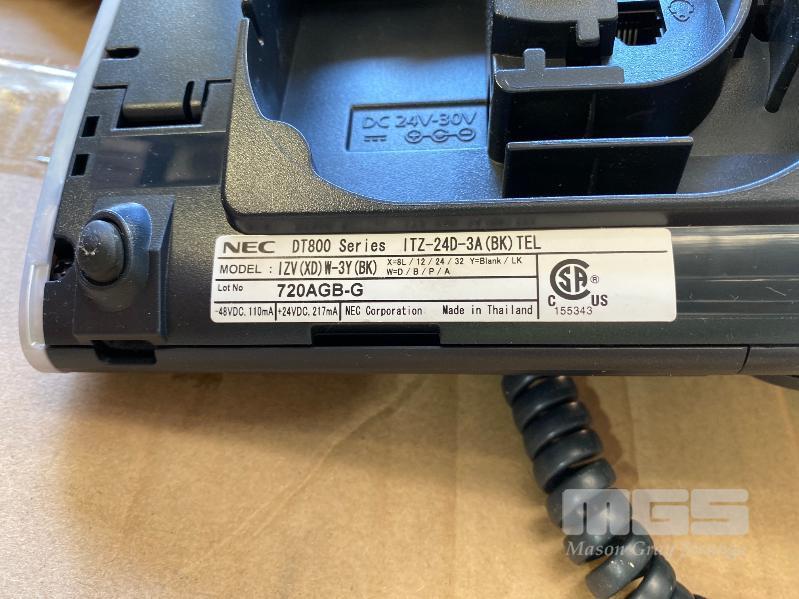 DC 24V-30V
NEC DT800 Series ITZ-24D-3A(BK)TEL
MODEL : IZV(XD)W-3Y(BK) X=8L / 12 / 24 / 32 Y=Blank / LK
W=D / B / P / A
Lot No 720AGB-G
-48VDC, 110mA +24VDC, 217mA NEC Corporation Made in Thailand
C US
155343
MGS
Mason Gray Strange